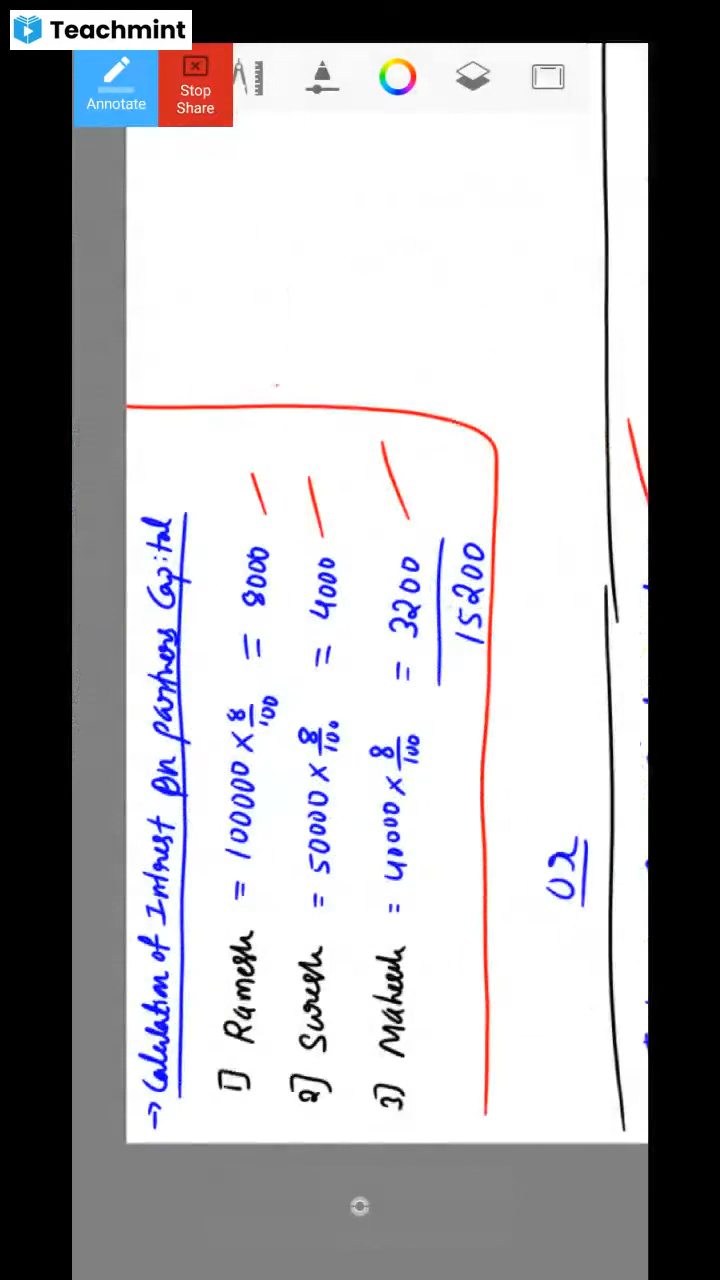 Teachmint
Annotate
Stop
Share
→ Calculation of Interest on partners Capital
1) Ramesh = 100000 x 8/100 = 8000
2) Suresh = 50000 x 8/100 = 4000
3) Mahesh = 40000 x 8/100 = 3200
15200
02